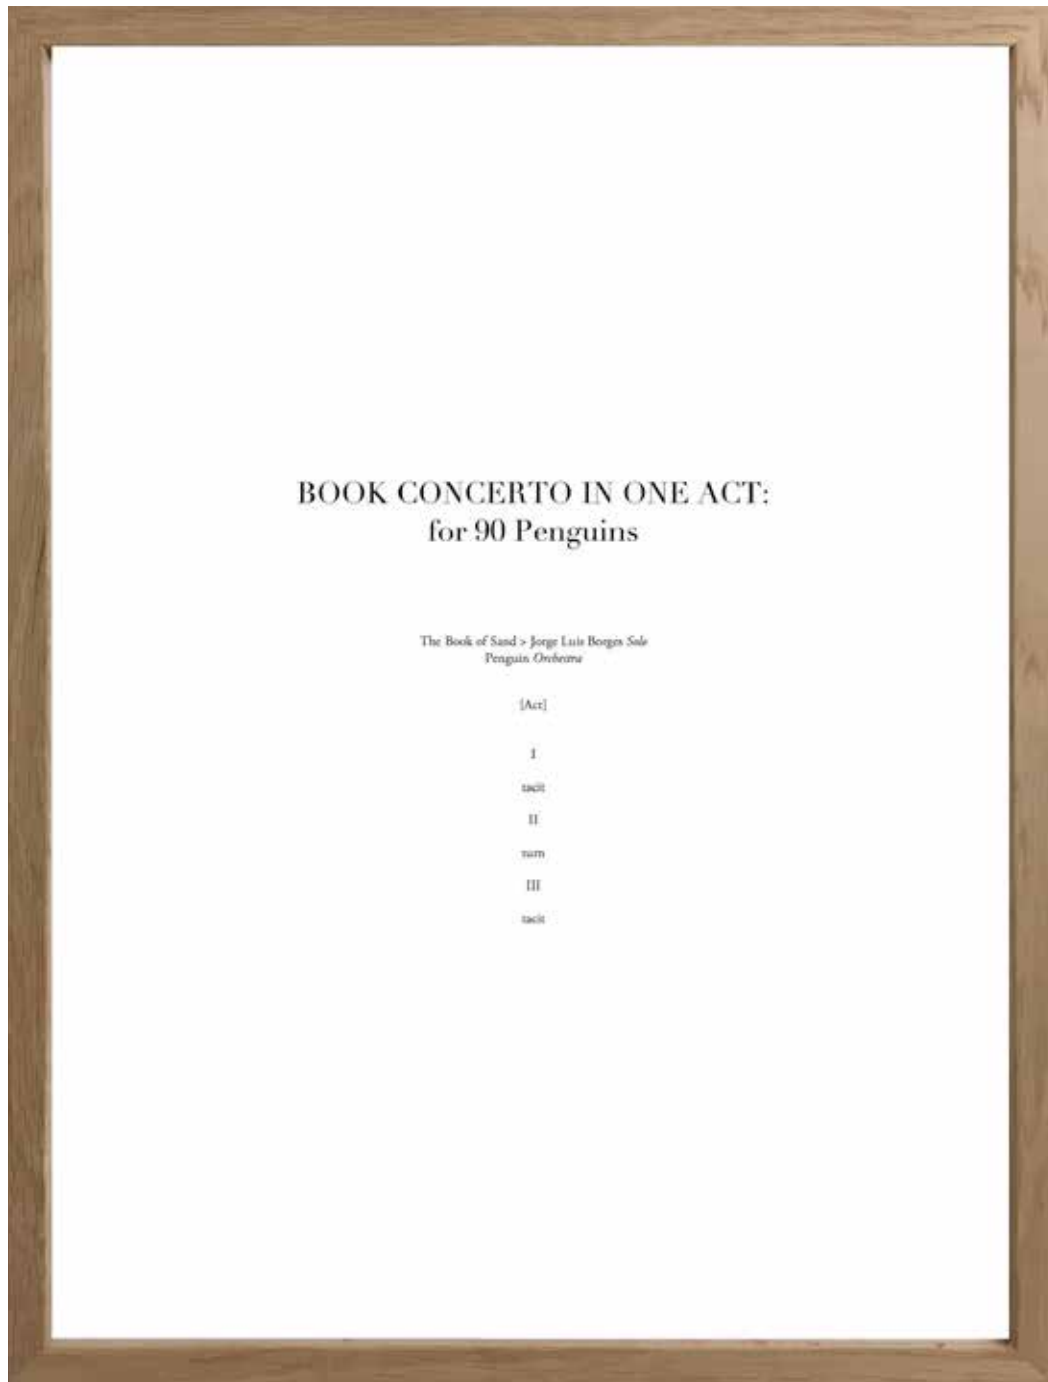 BOOK CONCERTO IN ONE ACT:
for 90 Penguins
The Book of Sand > Jorge Luis Borges Solo
Penguin Orchestra
[Act]
I
tacit
II
turn
III
tacit